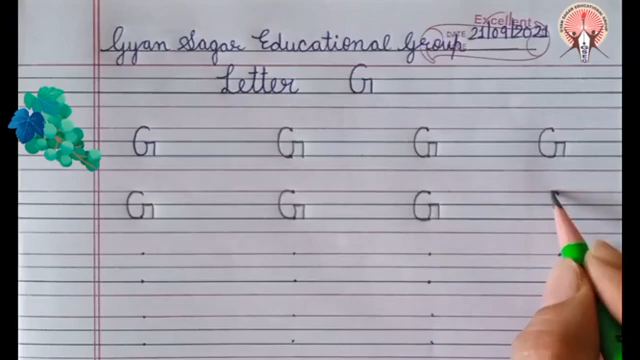 Excellent
DATE 21/09/2021
Gyan Sagar Educational Group
Letter G
G G G G
G G G